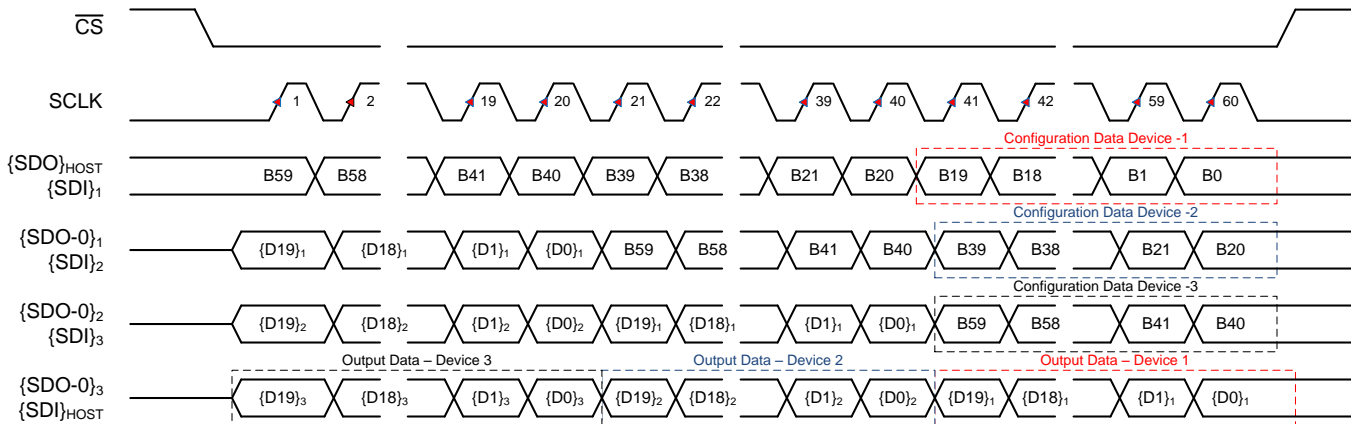 CS
SCLK 1 2 19 20 21 22 39 40 41 42 59 60
Configuration Data Device -1
{SDO}HOST
{SDI}1
B59 B58 B41 B40 B39 B38 B21 B20 B19 B18 B1 B0
Configuration Data Device -2
{SDO-0}1
{SDI}2
{D19}1 {D18}1 {D1}1 {D0}1 B59 B58 B41 B40 B39 B38 B21 B20
Configuration Data Device -3
{SDO-0}2
{SDI}3
{D19}2 {D18}2 {D1}2 {D0}2 {D19}1 {D18}1 {D1}1 {D0}1 B59 B58 B41 B40
Output Data – Device 3 Output Data – Device 2 Output Data – Device 1
{SDO-0}3
{SDI}HOST
{D19}3 {D18}3 {D1}3 {D0}3 {D19}2 {D18}2 {D1}2 {D0}2 {D19}1 {D18}1 {D1}1 {D0}1